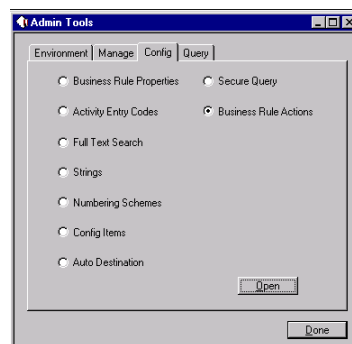 Admin Tools
Environment Manage Config Query
Business Rule Properties Secure Query
Activity Entry Codes Business Rule Actions
Full Text Search
Strings
Numbering Schemes
Config Items
Auto Destination
Open
Done